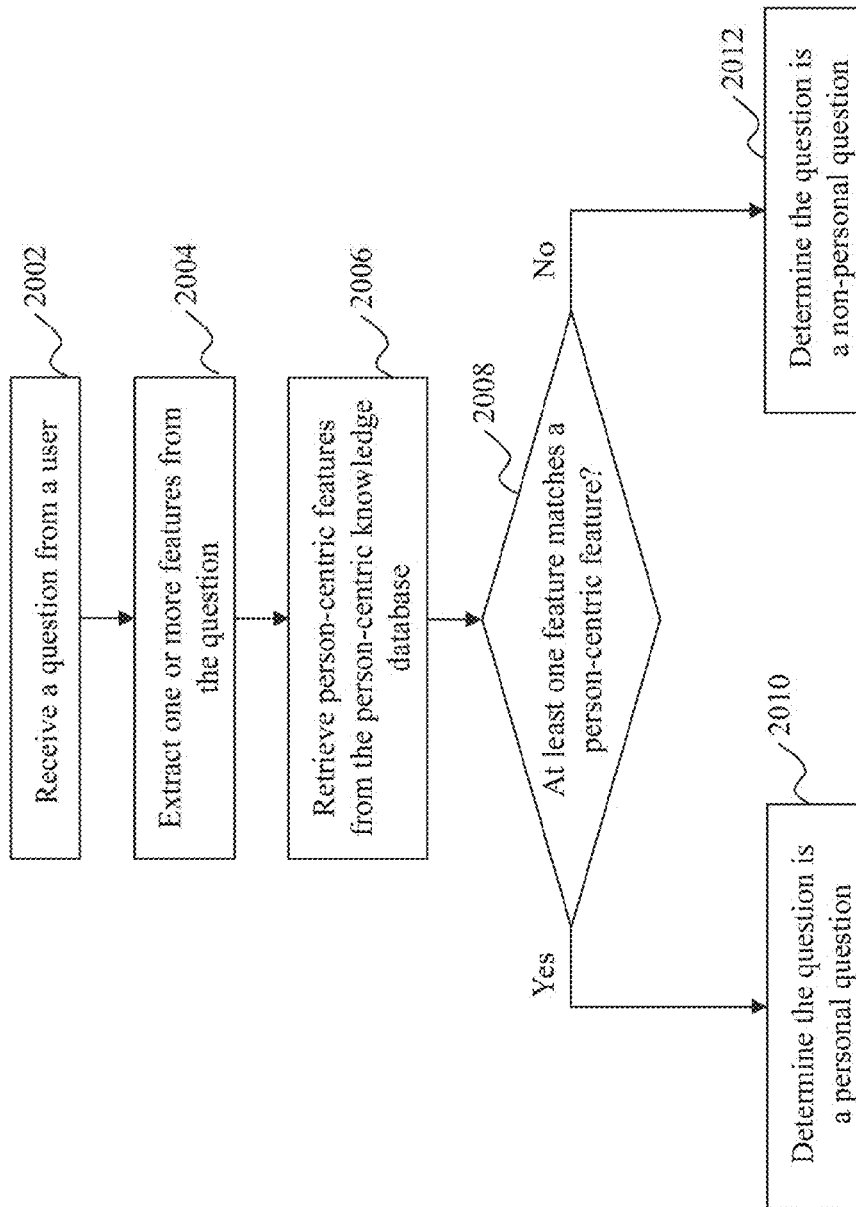 Receive a question from a user
2002
Extract one or more features from
the question
2004
Retrieve person-centric features
from the person-centric knowledge
database
2006
At least one feature matches a
person-centric feature?
2008
Yes
No
Determine the question is
a personal question
2010
Determine the question is
a non-personal question
2012